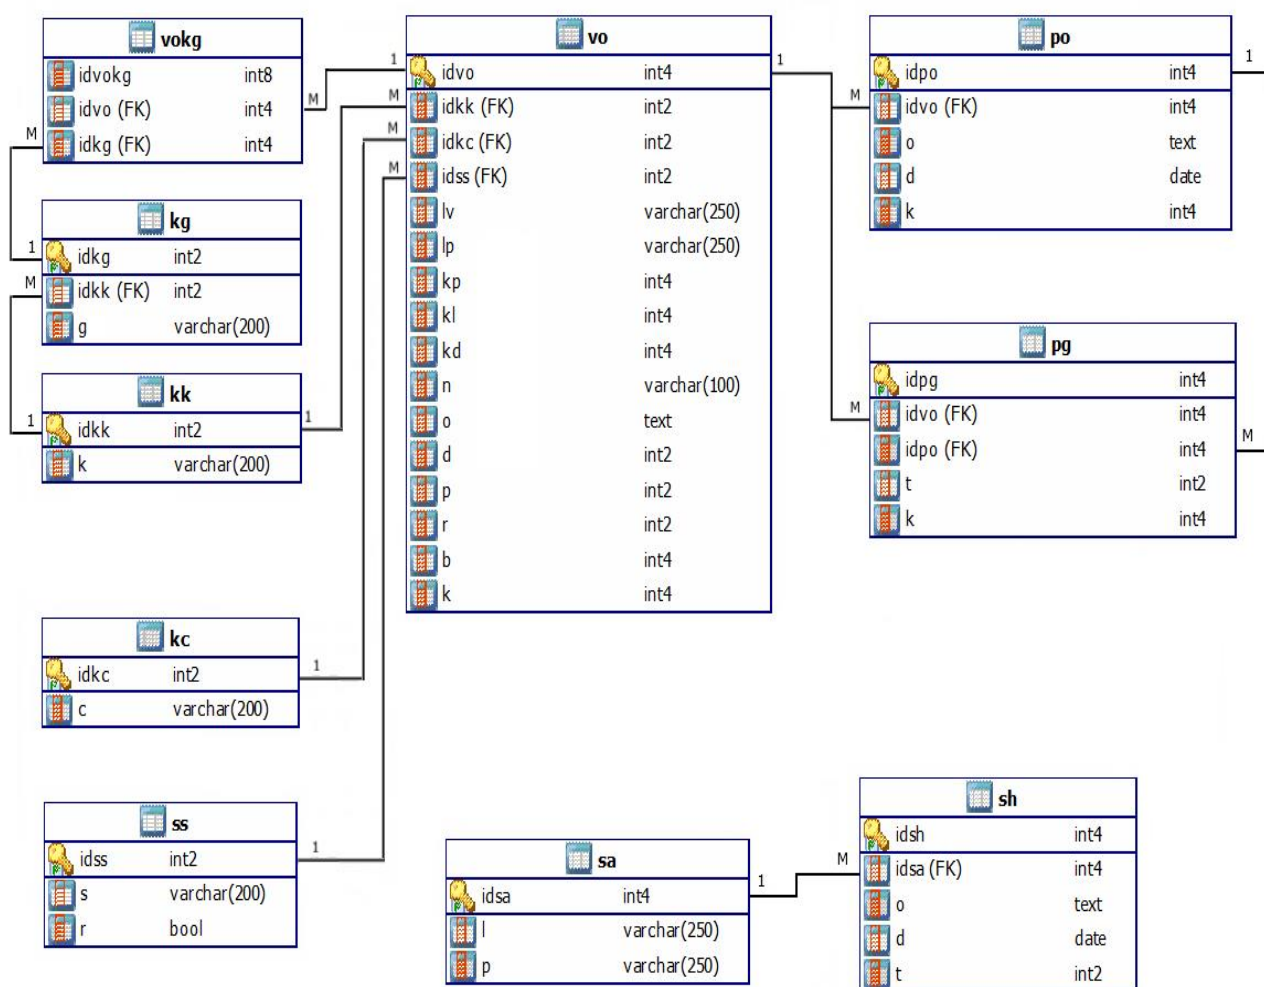 vokg
idvokg int8
idvo (FK) int4
idkg (FK) int4
M
M
kg
idkg int2
idkk (FK) int2
g varchar(200)
1
M
kk
idkk int2
k varchar(200)
1
1
kc
idkc int2
c varchar(200)
1
ss
idss int2
s varchar(200)
r bool
1
vo
idvo int4
idkk (FK) int2
idkc (FK) int2
idss (FK) int2
lv varchar(250)
lp varchar(250)
kp int4
kl int4
kd int4
n varchar(100)
o text
d int2
p int2
r int2
b int4
k int4
1
M
M
M
1
po
idpo int4
idvo (FK) int4
o text
d date
k int4
M
1
pg
idpg int4
idvo (FK) int4
idpo (FK) int4
t int2
k int4
M
M
sa
idsa int4
l varchar(250)
p varchar(250)
1
sh
idsh int4
idsa (FK) int4
o text
d date
t int2
M